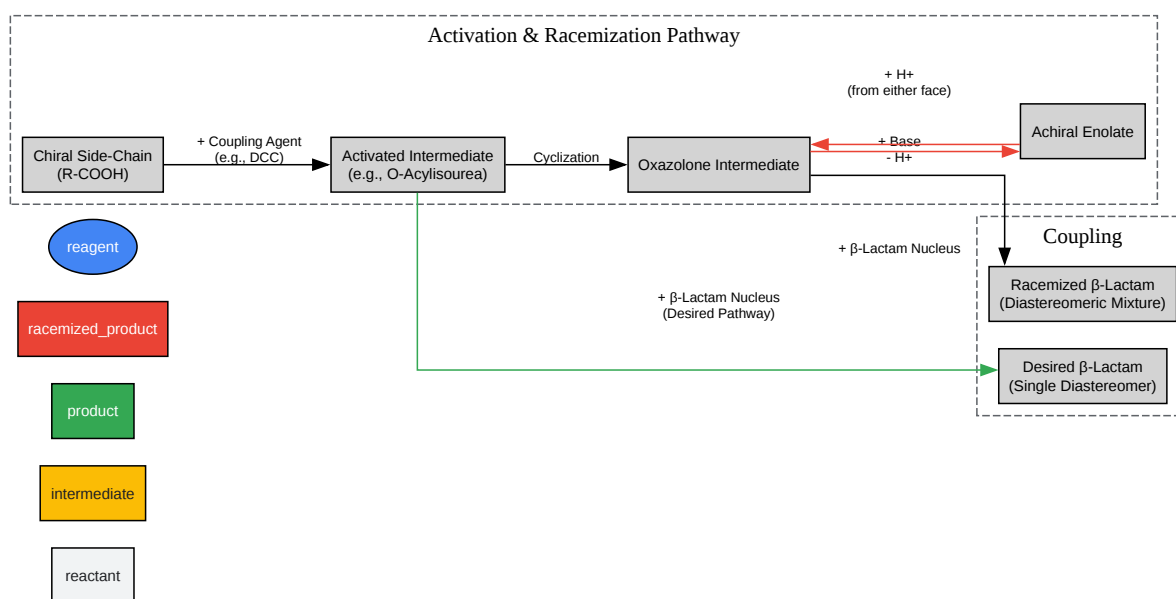 Activation & Racemization Pathway
+ H+
(from either face)
Chiral Side-Chain
(R-COOH)
+ Coupling Agent
(e.g., DCC)
Activated Intermediate
(e.g., O-Acylisourea)
Cyclization
Oxazolone Intermediate
+ Base
- H+
Achiral Enolate
reagent
+ β-Lactam Nucleus
Coupling
Racemized β-Lactam
(Diastereomeric Mixture)
+ β-Lactam Nucleus
(Desired Pathway)
racemized_product
Desired β-Lactam
(Single Diastereomer)
product
intermediate
reactant